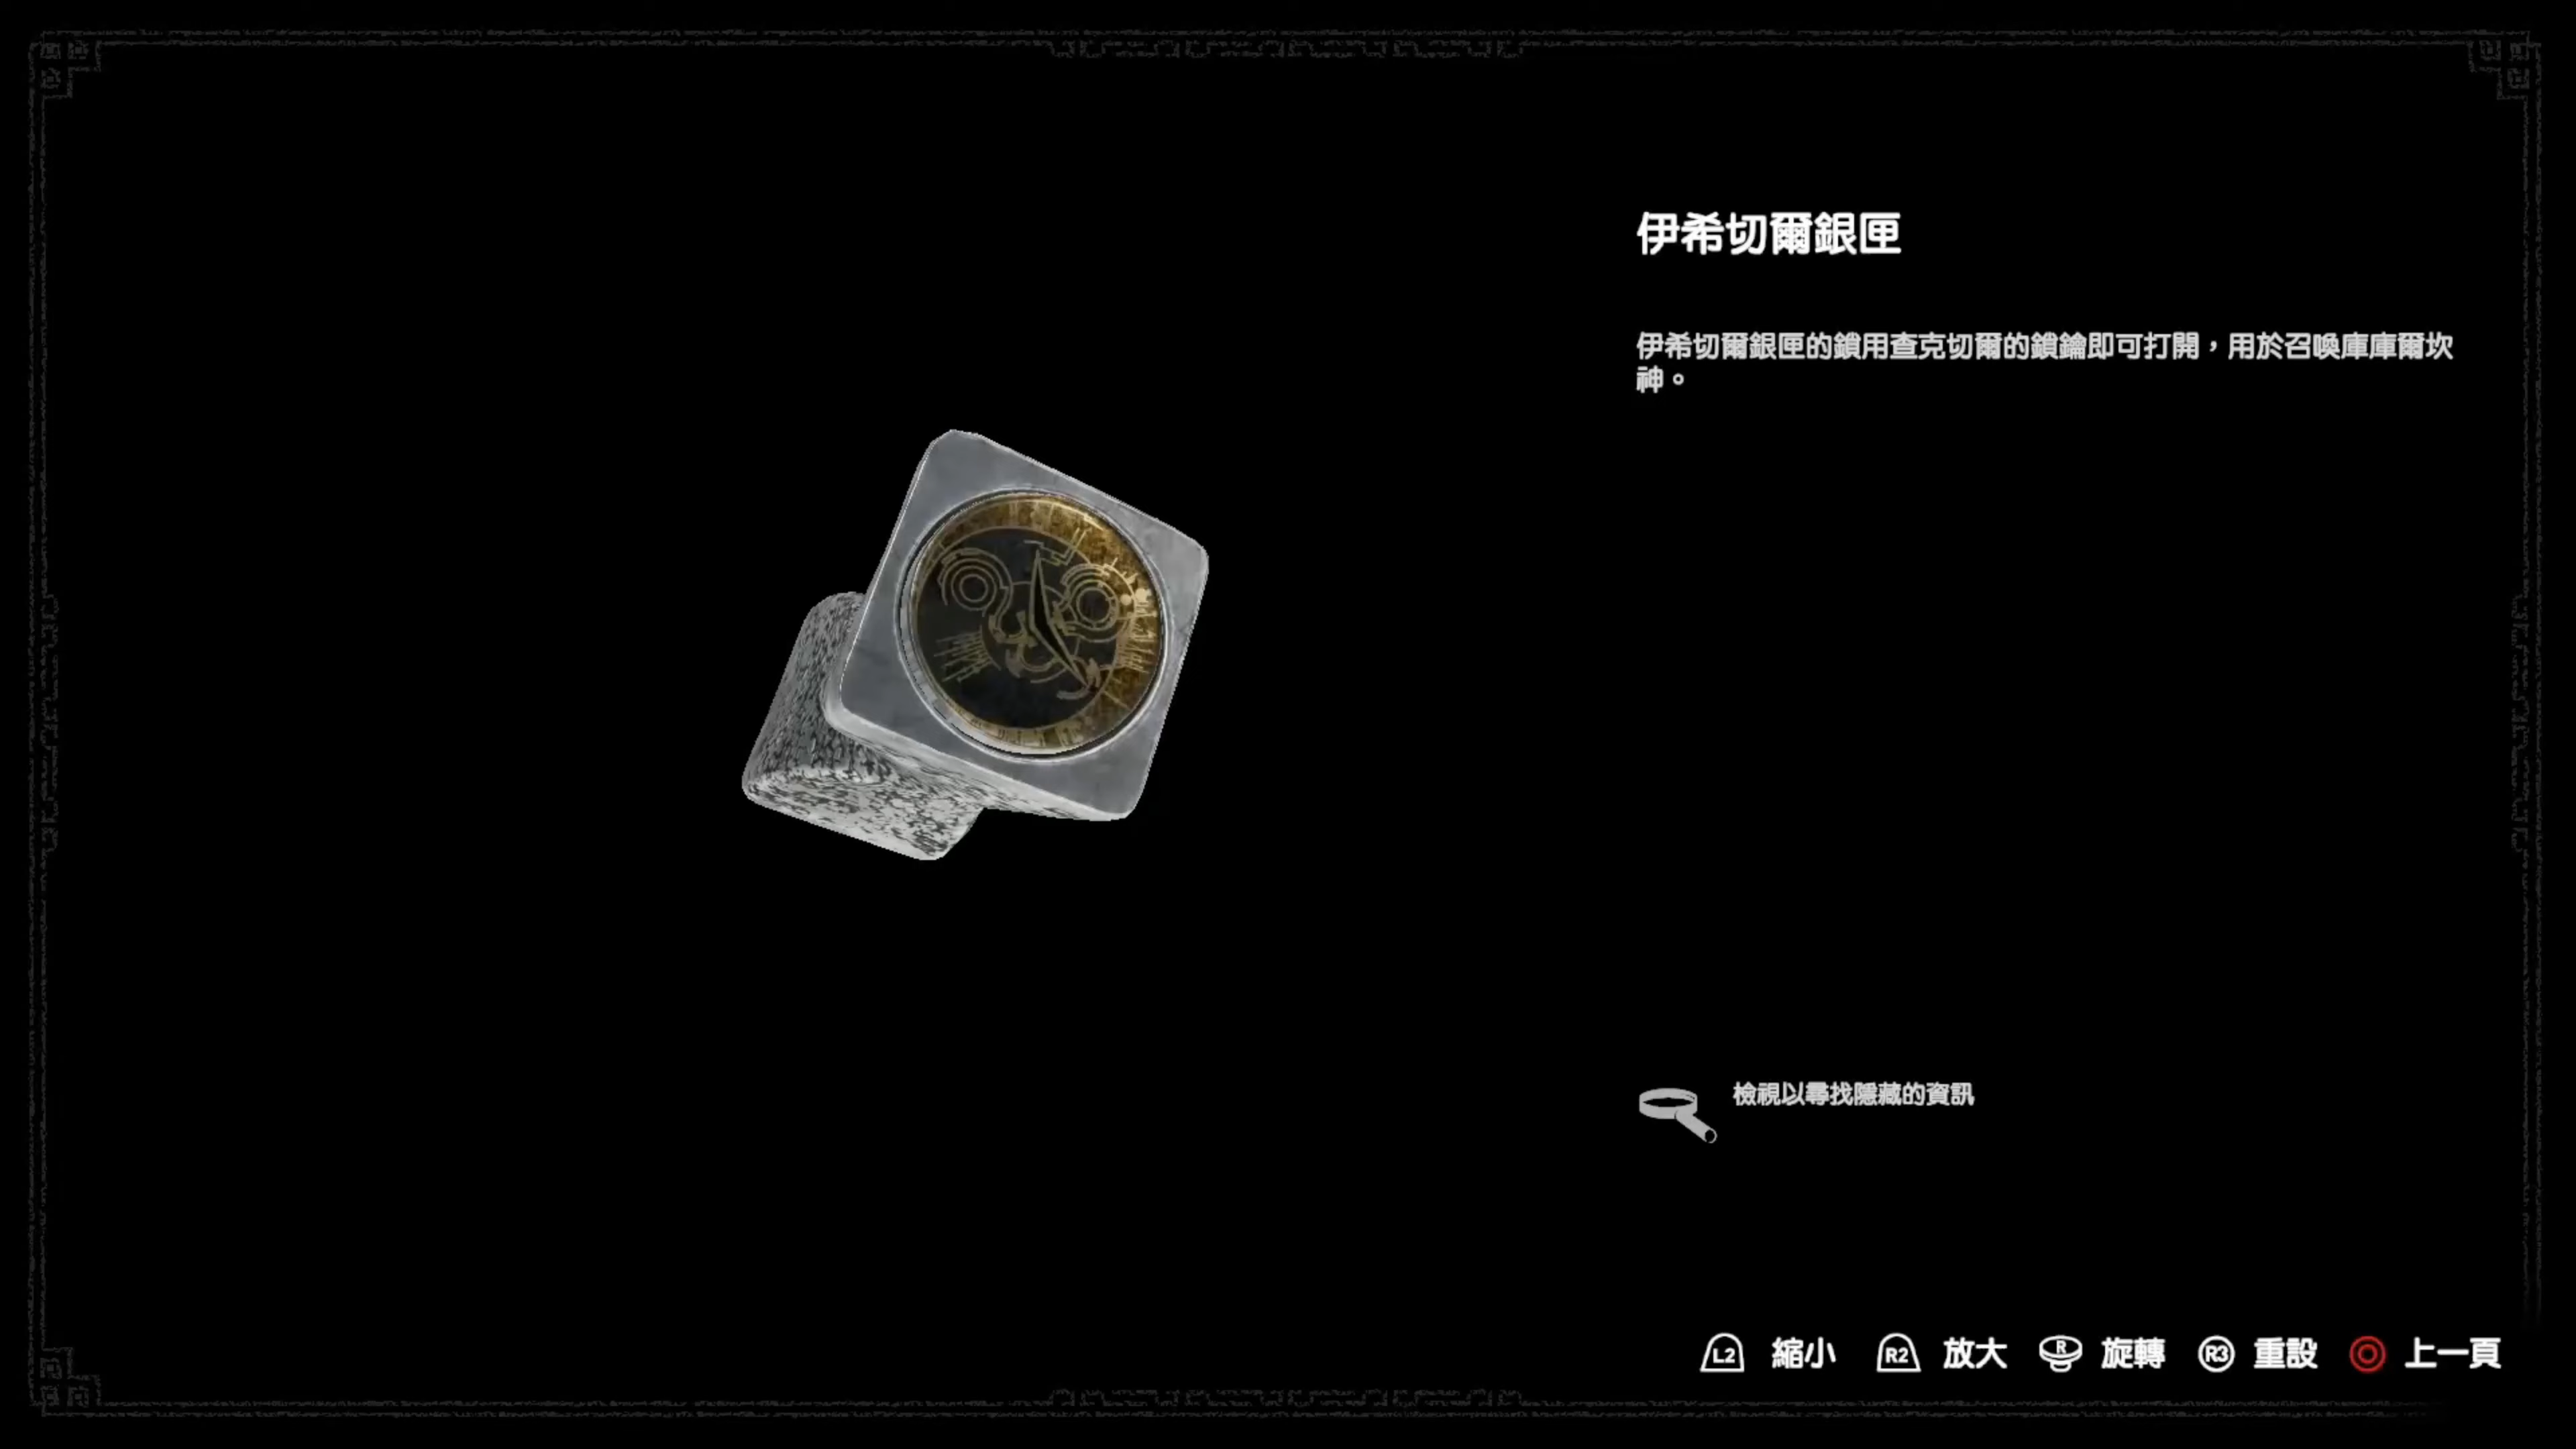 伊希切爾銀匣
伊希切爾銀匣的鎖用查克切爾的鎖鑰即可打開，用於召喚庫庫爾坎
神。
檢視以尋找隱藏的資訊
L2 縮小 R2 放大 R 旋轉 R3 重設 上一頁